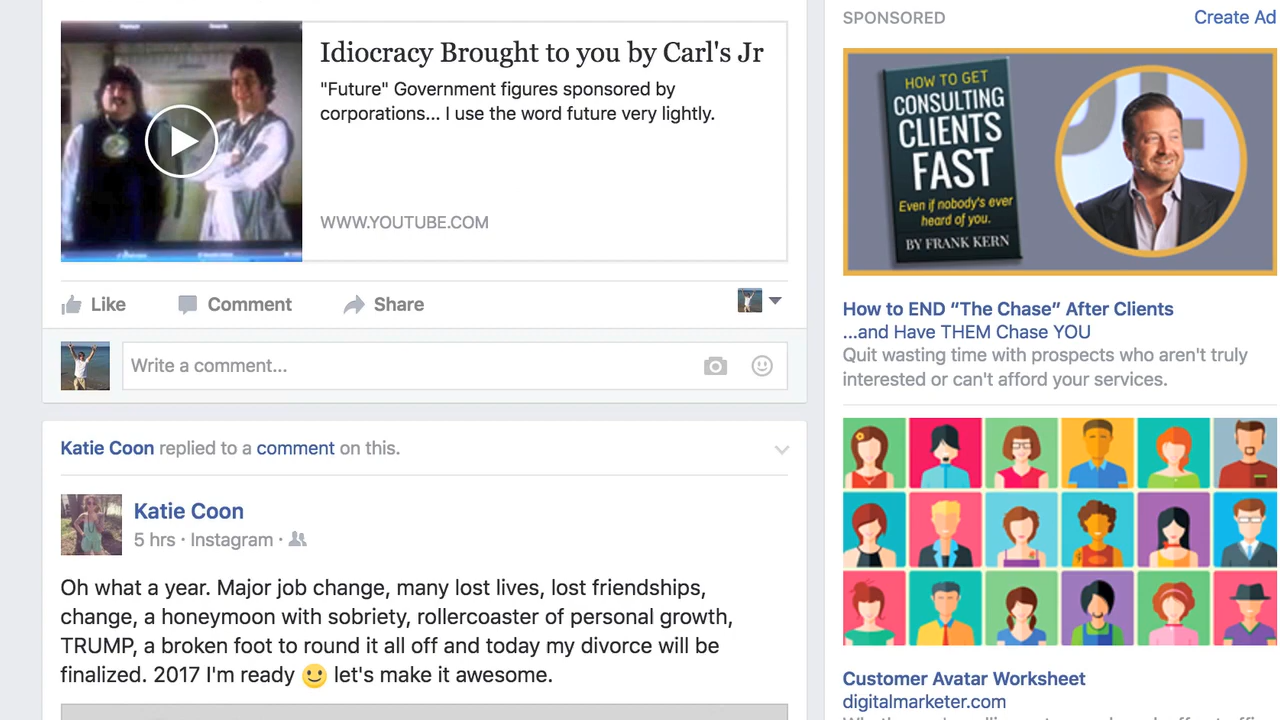 Idiocracy Brought to you by Carl's Jr
"Future" Government figures sponsored by
corporations... I use the word future very lightly.
WWW.YOUTUBE.COM
Like Comment Share
Write a comment...
Katie Coon replied to a comment on this.
Katie Coon
5 hrs · Instagram ·
Oh what a year. Major job change, many lost lives, lost friendships,
change, a honeymoon with sobriety, rollercoaster of personal growth,
TRUMP, a broken foot to round it all off and today my divorce will be
finalized. 2017 I'm ready 🙂 let's make it awesome.
SPONSORED Create Ad
HOW TO GET
CONSULTING
CLIENTS
FAST
Even if nobody's ever
heard of you.
BY FRANK KERN
How to END “The Chase” After Clients
...and Have THEM Chase YOU
Quit wasting time with prospects who aren't truly
interested or can't afford your services.
Customer Avatar Worksheet
digitalmarketer.com